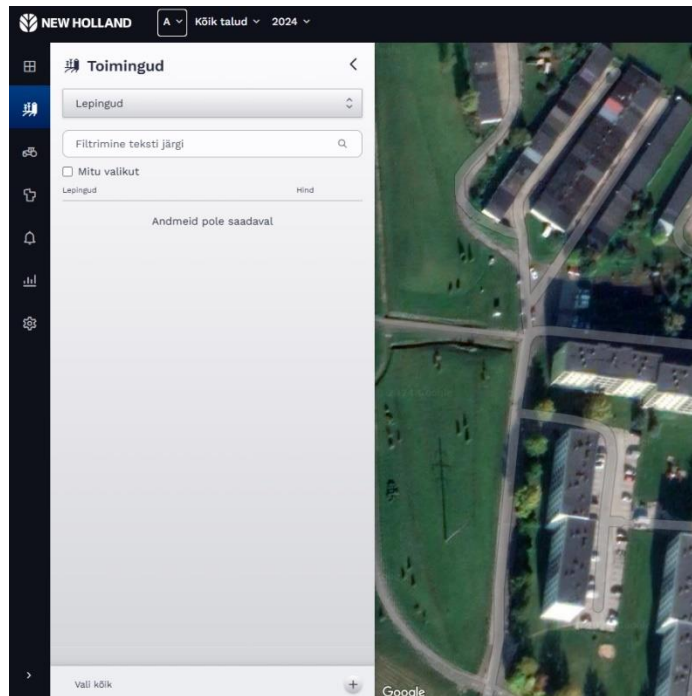 NEW HOLLAND A Kõik talud 2024
Toimingud
Lepingud
Filtrimine teksti järgi
Mitu valikut
Lepingud Hind
Andmeid pole saadaval
Vali kõik
Google